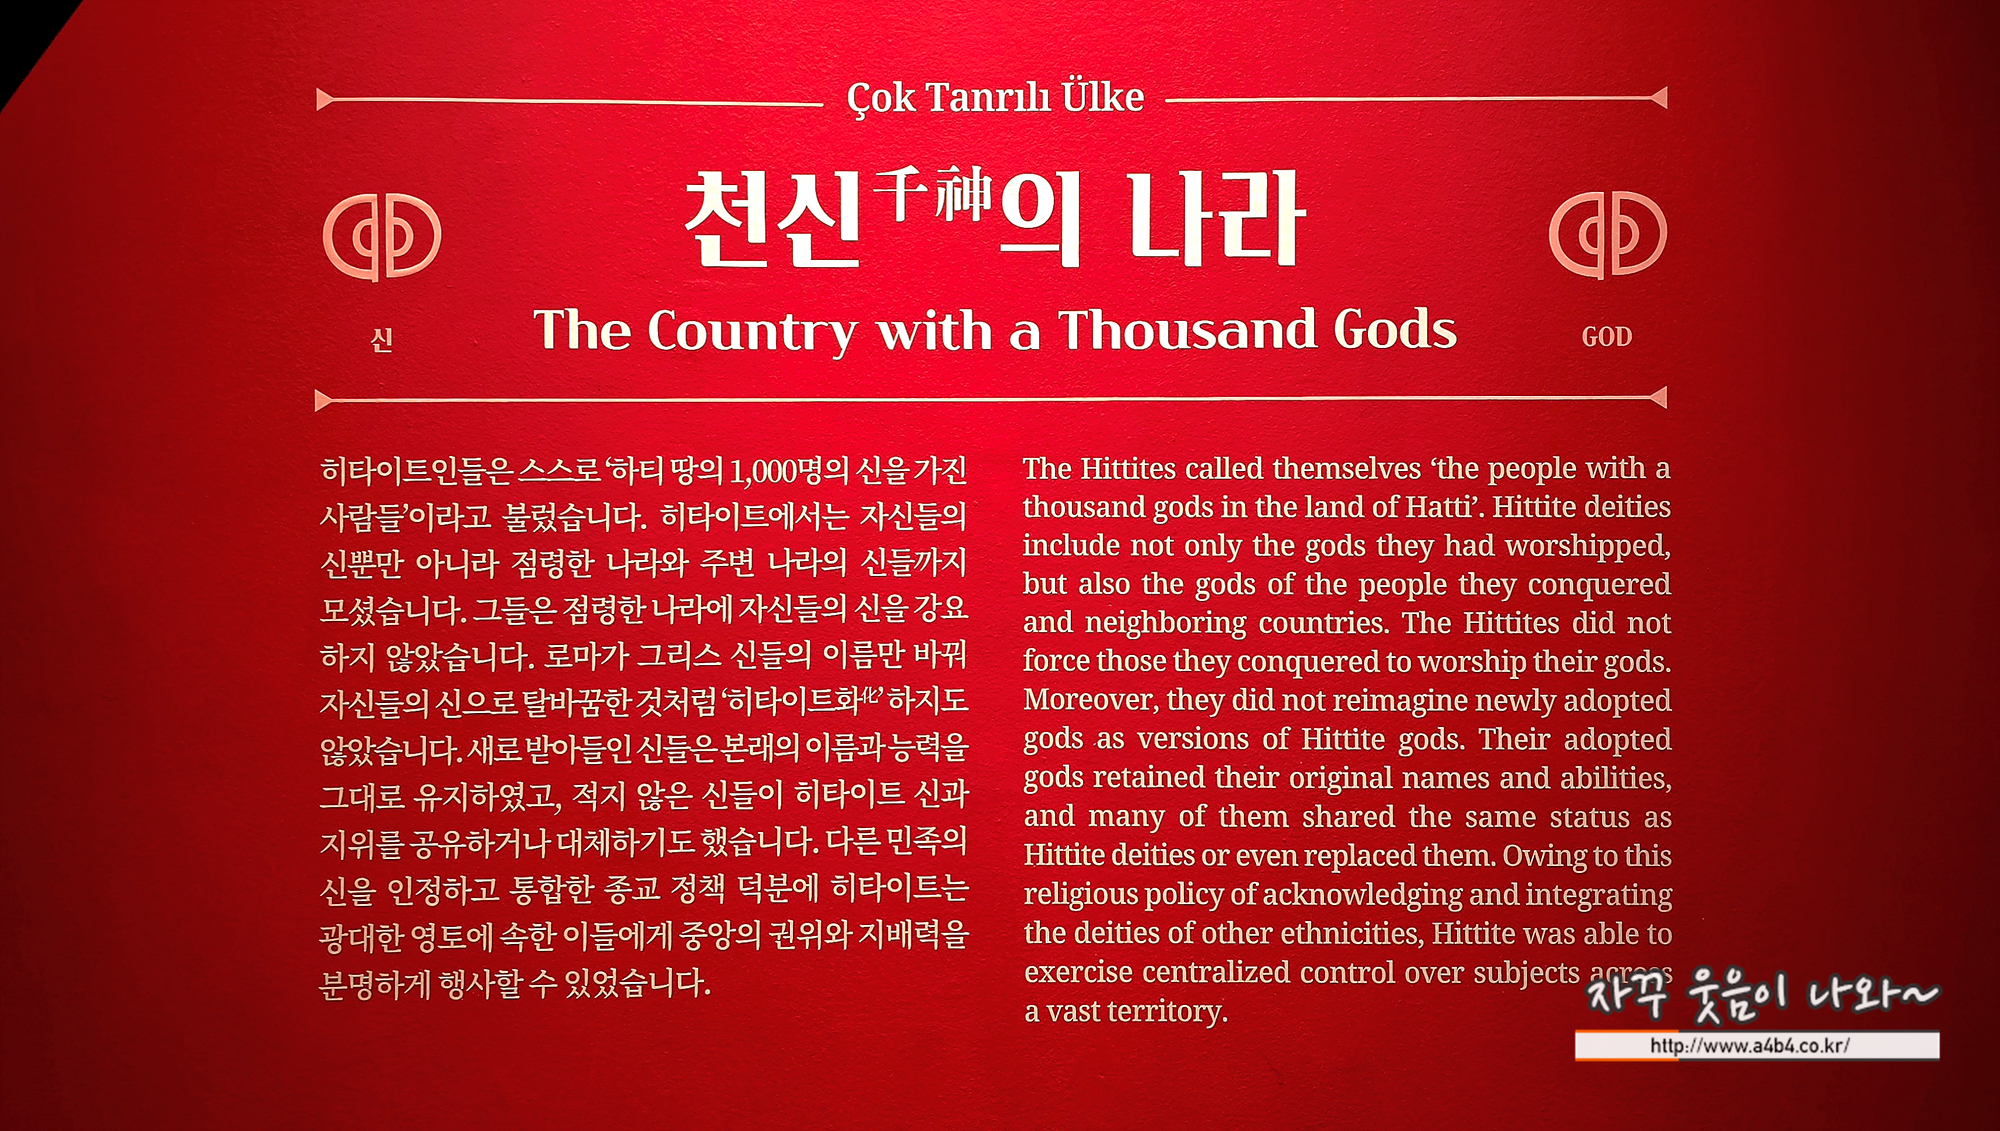 Çok Tanrılı Ülke
천신千神의 나라
The Country with a Thousand Gods
신
GOD
히타이트인들은 스스로 ‘하티 땅의 1,000명의 신을 가진
사람들’이라고 불렀습니다. 히타이트에서는 자신들의
신뿐만 아니라 점령한 나라와 주변 나라의 신들까지
모셨습니다. 그들은 점령한 나라에 자신들의 신을 강요
하지 않았습니다. 로마가 그리스 신들의 이름만 바꿔
자신들의 신으로 탈바꿈한 것처럼 ‘히타이트화化’ 하지도
않았습니다. 새로 받아들인 신들은 본래의 이름과 능력을
그대로 유지하였고, 적지 않은 신들이 히타이트 신과
지위를 공유하거나 대체하기도 했습니다. 다른 민족의
신을 인정하고 통합한 종교 정책 덕분에 히타이트는
광대한 영토에 속한 이들에게 중앙의 권위와 지배력을
분명하게 행사할 수 있었습니다.
The Hittites called themselves ‘the people with a
thousand gods in the land of Hatti’. Hittite deities
include not only the gods they had worshipped,
but also the gods of the people they conquered
and neighboring countries. The Hittites did not
force those they conquered to worship their gods.
Moreover, they did not reimagine newly adopted
gods as versions of Hittite gods. Their adopted
gods retained their original names and abilities,
and many of them shared the same status as
Hittite deities or even replaced them. Owing to this
religious policy of acknowledging and integrating
the deities of other ethnicities, Hittite was able to
exercise centralized control over subjects across
a vast territory.
자꾸 웃음이 나와~
http://www.a4b4.co.kr/